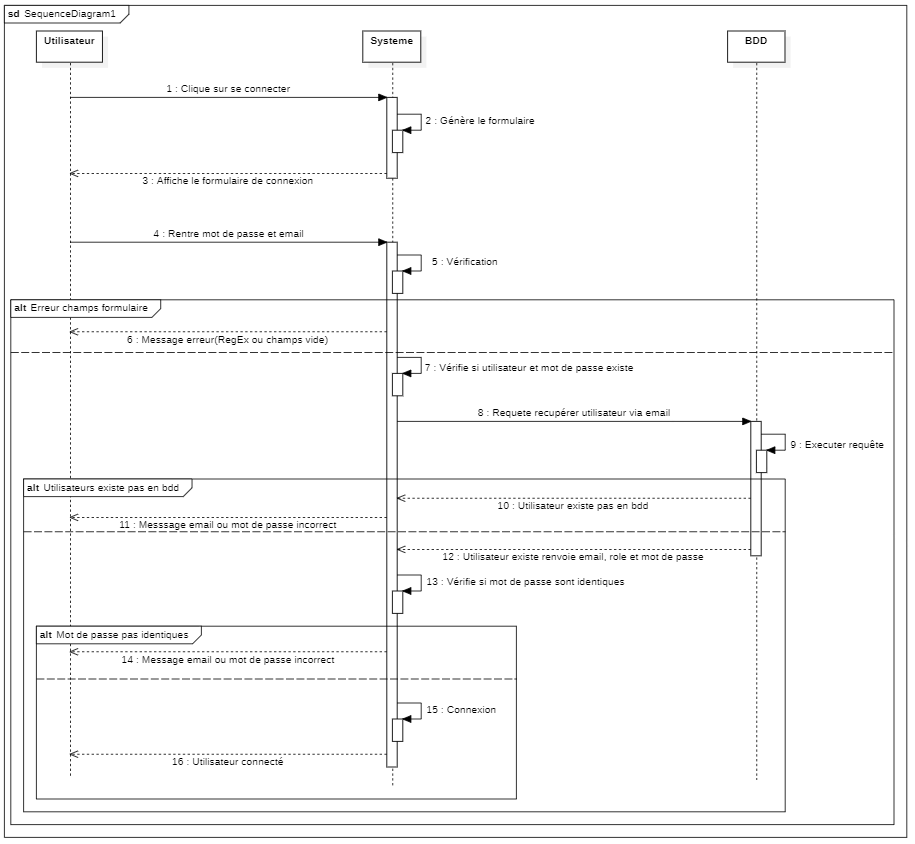 sd SequenceDiagram1
Utilisateur
Systeme
BDD
1 : Clique sur se connecter
2 : Génère le formulaire
3 : Affiche le formulaire de connexion
4 : Rentre mot de passe et email
5 : Vérification
alt Erreur champs formulaire
6 : Message erreur(RegEx ou champs vide)
7 : Vérifie si utilisateur et mot de passe existe
8 : Requete recupérer utilisateur via email
9 : Executer requête
alt Utilisateurs existe pas en bdd
10 : Utilisateur existe pas en bdd
11 : Messsage email ou mot de passe incorrect
12 : Utilisateur existe renvoie email, role et mot de passe
13 : Vérifie si mot de passe sont identiques
alt Mot de passe pas identiques
14 : Message email ou mot de passe incorrect
15 : Connexion
16 : Utilisateur connecté